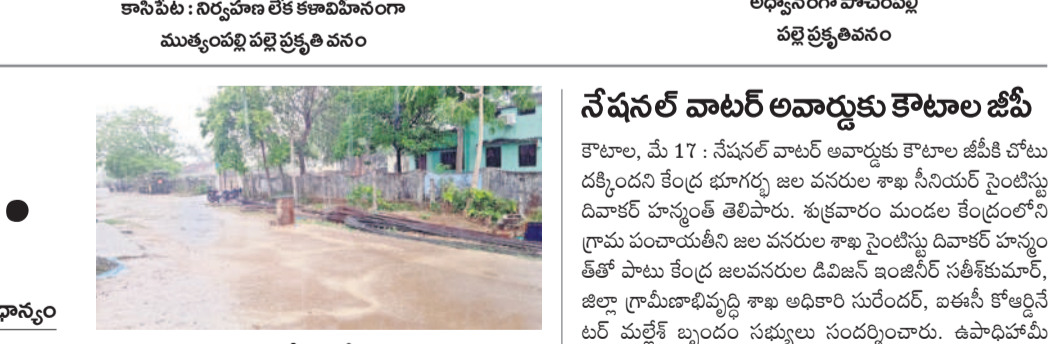 కాసిపేట : నిర్వహణ లేక కళావిహీనంగా
ముత్యంపల్లి పల్లె ప్రకృతి వనం
అధ్వానంగా పోచంపల్లి
పల్లె ప్రకృతివనం
ధాన్యం
నేషనల్ వాటర్ అవార్డుకు కౌటాల జీపీ
కౌటాల, మే 17 : నేషనల్ వాటర్ అవార్డుకు కౌటాల జీపీకి చోటు
దక్కిందని కేంద్ర భూగర్భ జల వనరుల శాఖ సీనియర్ సైంటిస్టు
దివాకర్ హన్మంత్ తెలిపారు. శుక్రవారం మండల కేంద్రంలోని
గ్రామ పంచాయతీని జల వనరుల శాఖ సైంటిస్టు దివాకర్ హన్మం
త్‌తో పాటు కేంద్ర జలవనరుల డివిజన్ ఇంజినీర్ సతీశ్‌కుమార్,
జిల్లా గ్రామీణాభివృద్ధి శాఖ అధికారి సురేందర్, ఐఈసీ కోఆర్డినే
టర్ మల్లేశ్ బృందం సభ్యులు సందర్శించారు. ఉపాధిహామీ